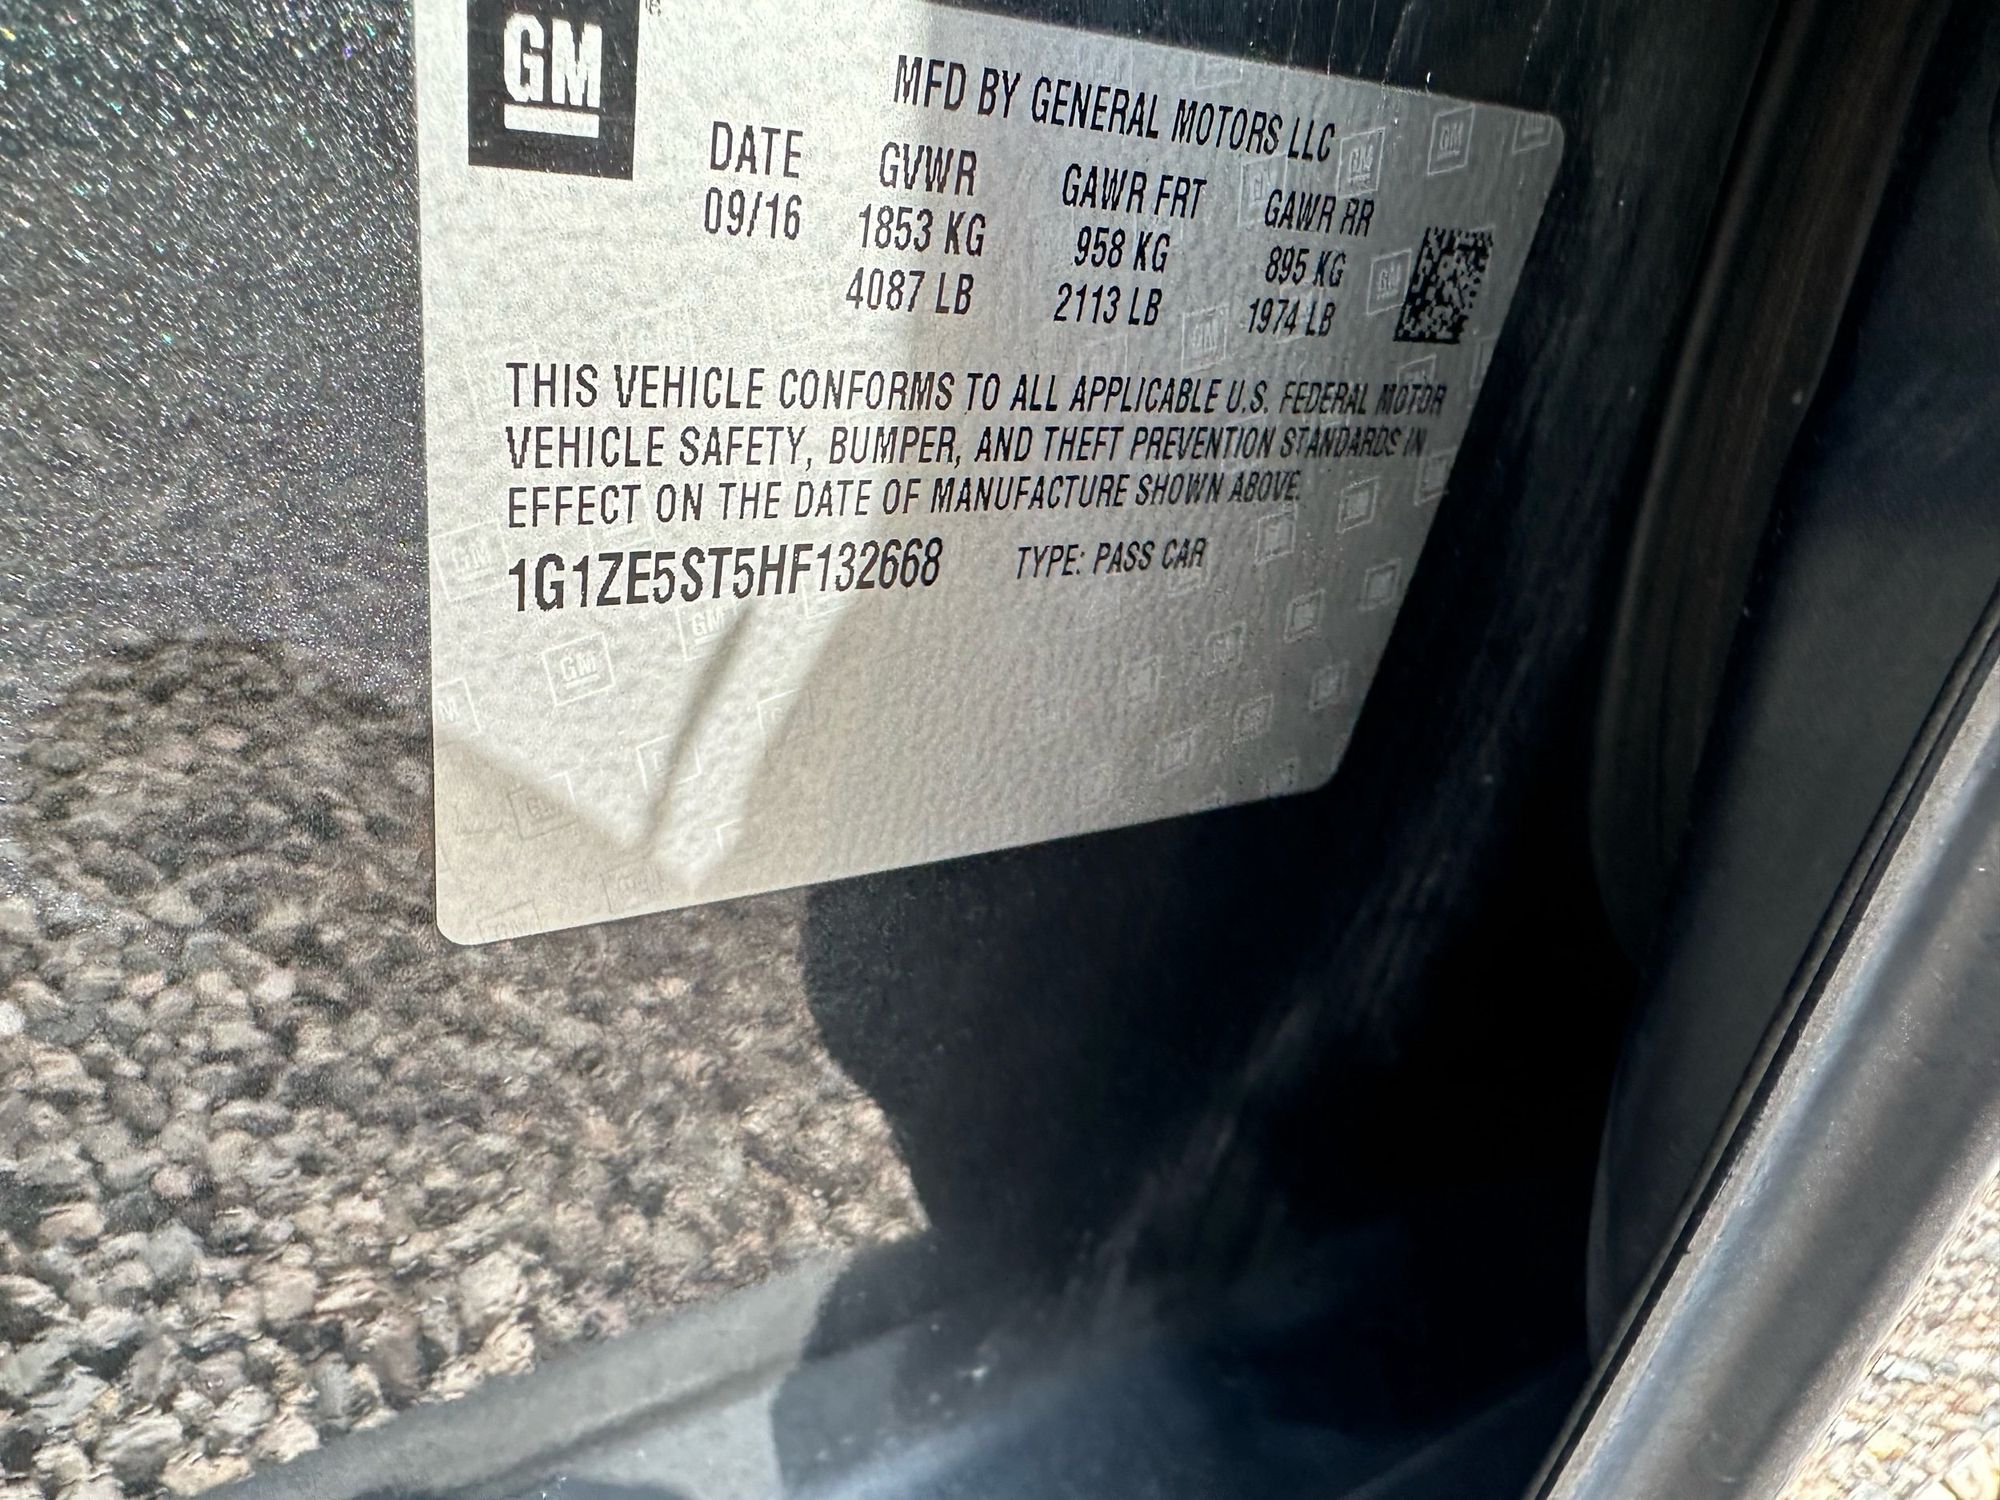 GM
MFD BY GENERAL MOTORS LLC
DATE GVWR GAWR FRT GAWR RR
09/16 1853 KG 958 KG 895 KG
4087 LB 2113 LB 1974 LB
THIS VEHICLE CONFORMS TO ALL APPLICABLE U.S. FEDERAL MOTOR
VEHICLE SAFETY, BUMPER, AND THEFT PREVENTION STANDARDS IN
EFFECT ON THE DATE OF MANUFACTURE SHOWN ABOVE.
1G1ZE5ST5HF132668 TYPE: PASS CAR